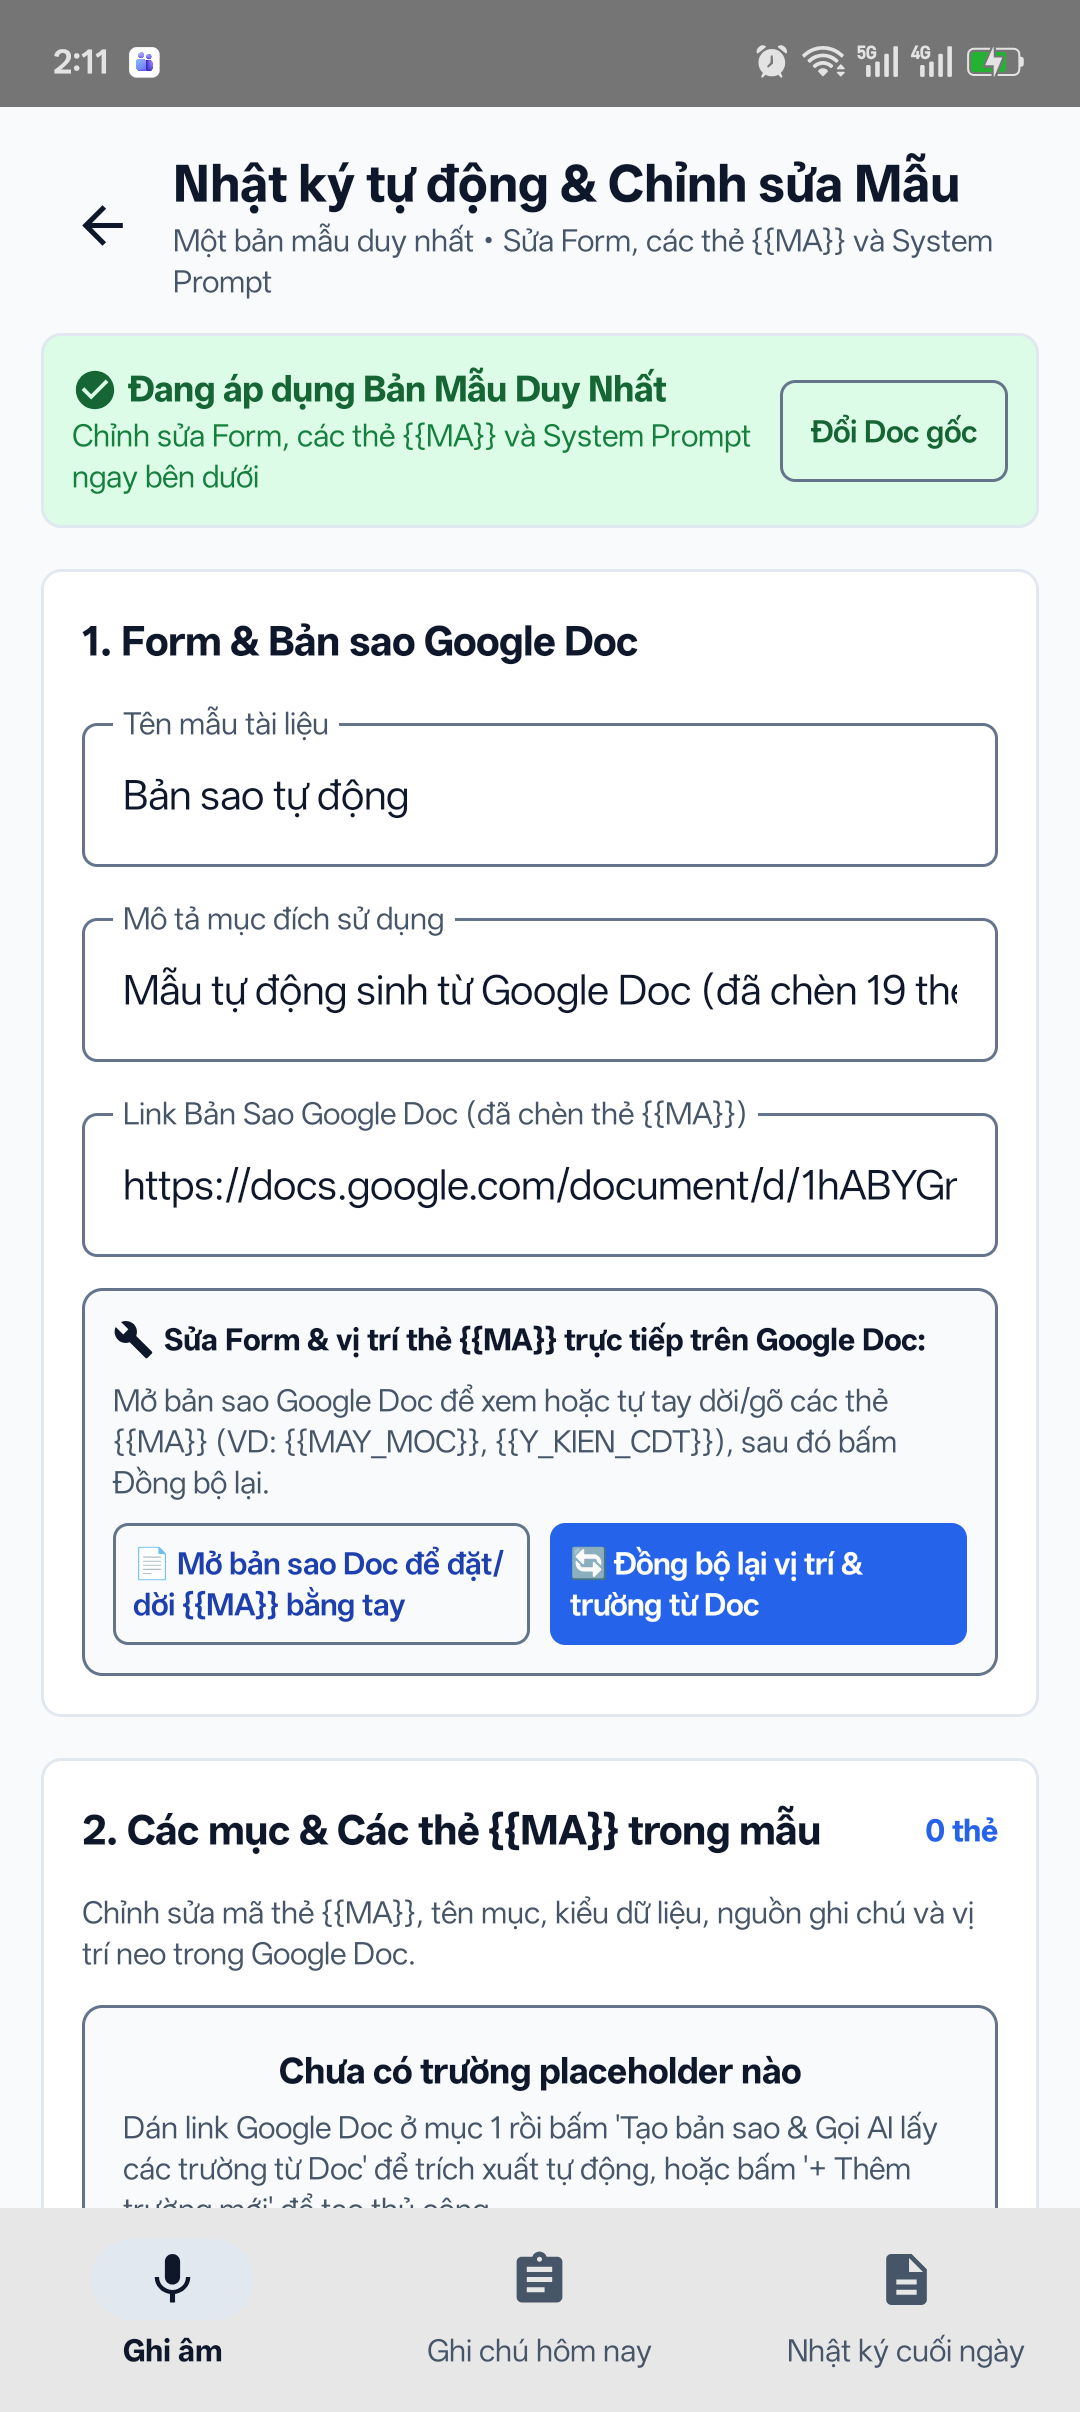 2:11
5G
4G
Nhật ký tự động & Chỉnh sửa Mẫu
Một bản mẫu duy nhất • Sửa Form, các thẻ {{MA}} và System
Prompt
Đang áp dụng Bản Mẫu Duy Nhất
Chỉnh sửa Form, các thẻ {{MA}} và System Prompt
ngay bên dưới
Đổi Doc gốc
1. Form & Bản sao Google Doc
Tên mẫu tài liệu
Bản sao tự động
Mô tả mục đích sử dụng
Mẫu tự động sinh từ Google Doc (đã chèn 19 thẻ
Link Bản Sao Google Doc (đã chèn thẻ {{MA}})
https://docs.google.com/document/d/1hABYGr
Sửa Form & vị trí thẻ {{MA}} trực tiếp trên Google Doc:
Mở bản sao Google Doc để xem hoặc tự tay dời/gõ các thẻ
{{MA}} (VD: {{MAY_MOC}}, {{Y_KIEN_CDT}}), sau đó bấm
Đồng bộ lại.
📄 Mở bản sao Doc để đặt/
dời {{MA}} bằng tay
🔄 Đồng bộ lại vị trí &
trường từ Doc
2. Các mục & Các thẻ {{MA}} trong mẫu
0 thẻ
Chỉnh sửa mã thẻ {{MA}}, tên mục, kiểu dữ liệu, nguồn ghi chú và vị
trí neo trong Google Doc.
Chưa có trường placeholder nào
Dán link Google Doc ở mục 1 rồi bấm 'Tạo bản sao & Gọi AI lấy
các trường từ Doc' để trích xuất tự động, hoặc bấm '+ Thêm
trường mới' để tạo thủ công
Ghi âm
Ghi chú hôm nay
Nhật ký cuối ngày